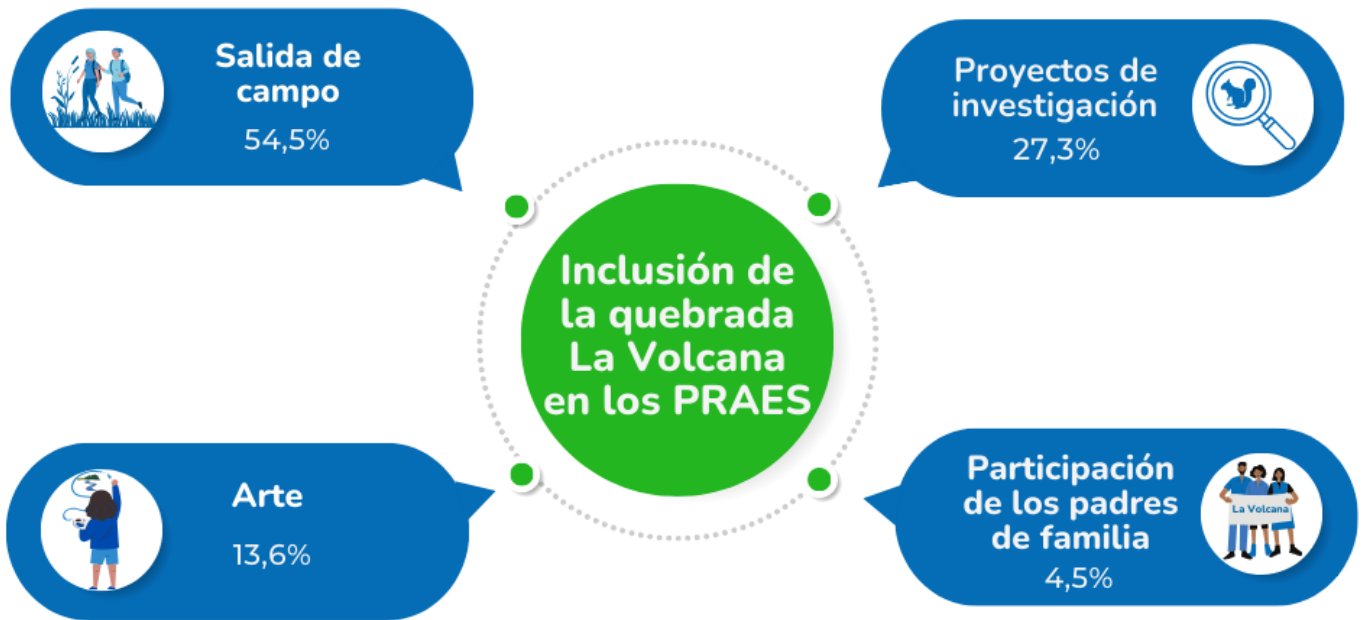 Salida de
campo
54,5%
Proyectos de
investigación
27,3%
Inclusión de
la quebrada
La Volcana
en los PRAES
Arte
13,6%
Participación
de los padres
de familia
4,5%
La Volcana